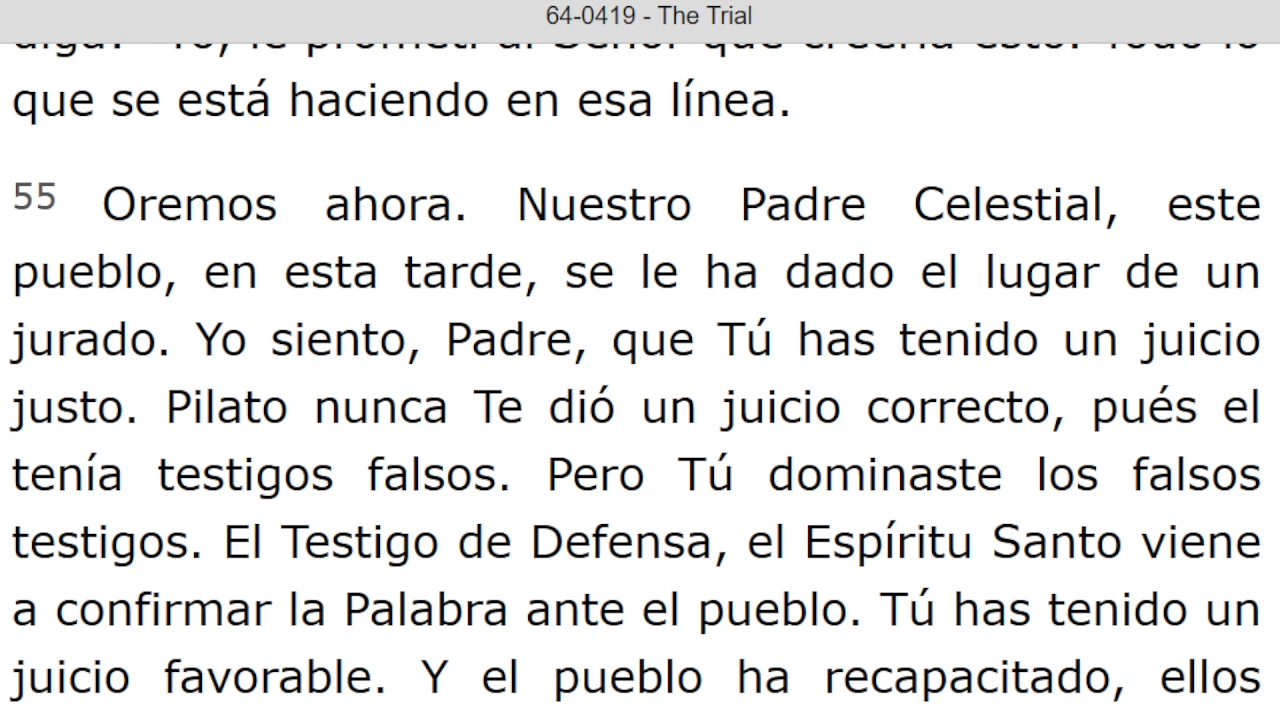 64-0419 - The Trial
que se está haciendo en esa línea.
55 Oremos ahora. Nuestro Padre Celestial, este
pueblo, en esta tarde, se le ha dado el lugar de un
jurado. Yo siento, Padre, que Tú has tenido un juicio
justo. Pilato nunca Te dió un juicio correcto, pués el
tenía testigos falsos. Pero Tú dominaste los falsos
testigos. El Testigo de Defensa, el Espíritu Santo viene
a confirmar la Palabra ante el pueblo. Tú has tenido un
juicio favorable. Y el pueblo ha recapacitado, ellos